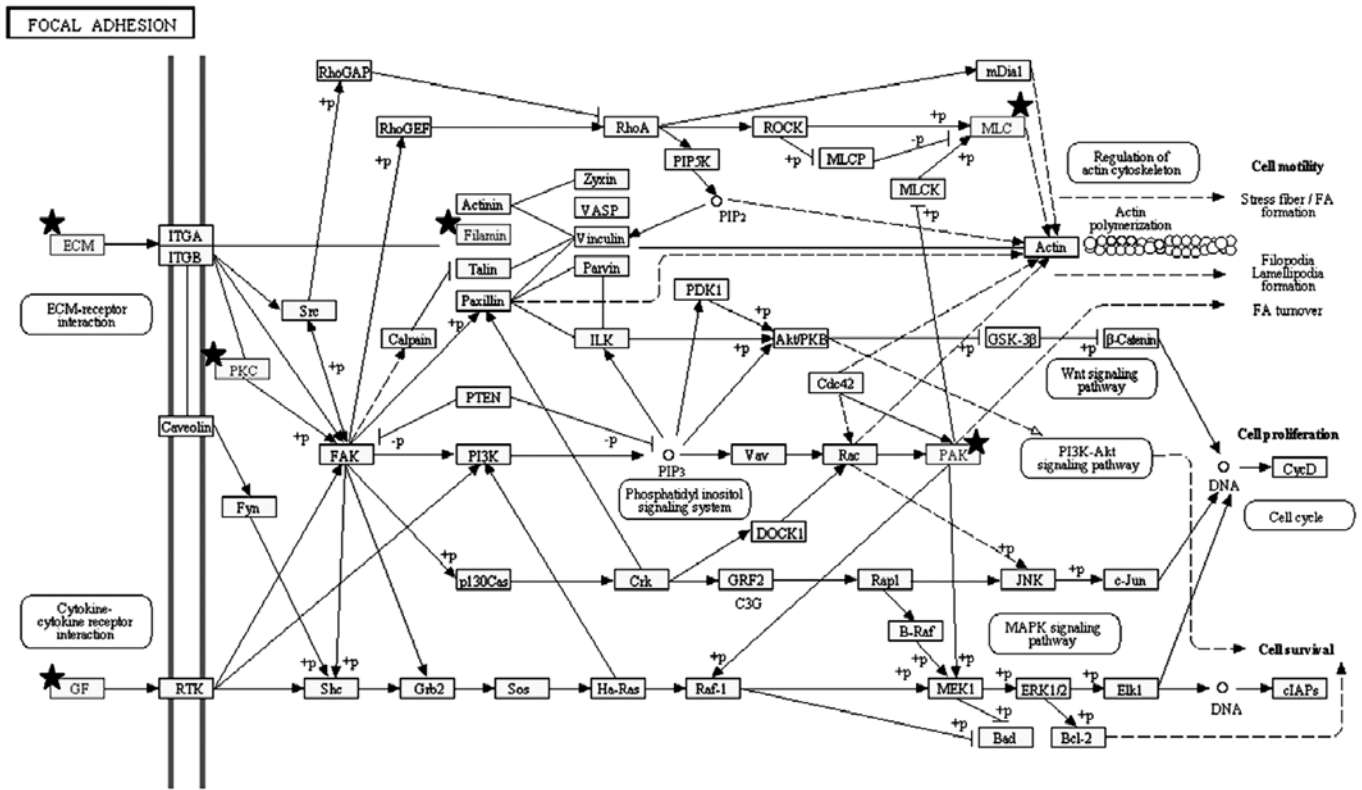 FOCAL ADHESION
RhoGAP
mDia1
+p
RhoGEF
RhoA
ROCK
+p
MLC
+p
-p
+p
MLCP
+p
PIP5K
MLCK
+p
Regulation of
actin cytoskeleton
Cell motility
Zyxin
Actinin
VASP
PIP2
Stress fiber / FA
formation
ECM
ITGA
ITGB
Filamin
Vinculin
Actin
polymerization
Actin
Talin
Parvin
Filopodia
Lamellipodia
formation
Paxillin
PDK1
FA turnover
ECM-receptor
interaction
Src
+p
Calpain
ILK
+p
+p
Akt/PKB
GSK-3β
+p
+p
β-Catenin
PKC
+p
Cdc42
Wnt signaling
pathway
PTEN
Caveolin
+p
-p
-p
FAK
PI3K
PIP3
Vav
Rac
PAK
PI3K-Akt
signaling pathway
Cell proliferation
DNA
CycD
Phosphatidyl inositol
signaling system
Fyn
DOCK1
Cell cycle
+p
+p
p130Cas
Crk
GRF2
C3G
Rap1
JNK
+p
c-Jun
Cytokine-
cytokine receptor
interaction
B-Raf
MAPK signaling
pathway
+p
+p
Cell survival
+p
+p
+p
+p
+p
+p
GF
RTK
Shc
Grb2
Sos
Ha-Ras
Raf-1
MEK1
ERK1/2
Elk1
DNA
cIAPs
+p
+p
+p
Bad
Bcl-2